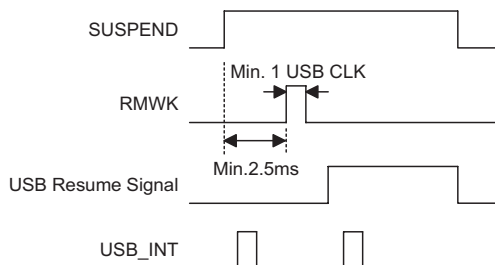 SUSPEND
Min. 1 USB CLK
RMWK
Min.2.5ms
USB Resume Signal
USB_INT